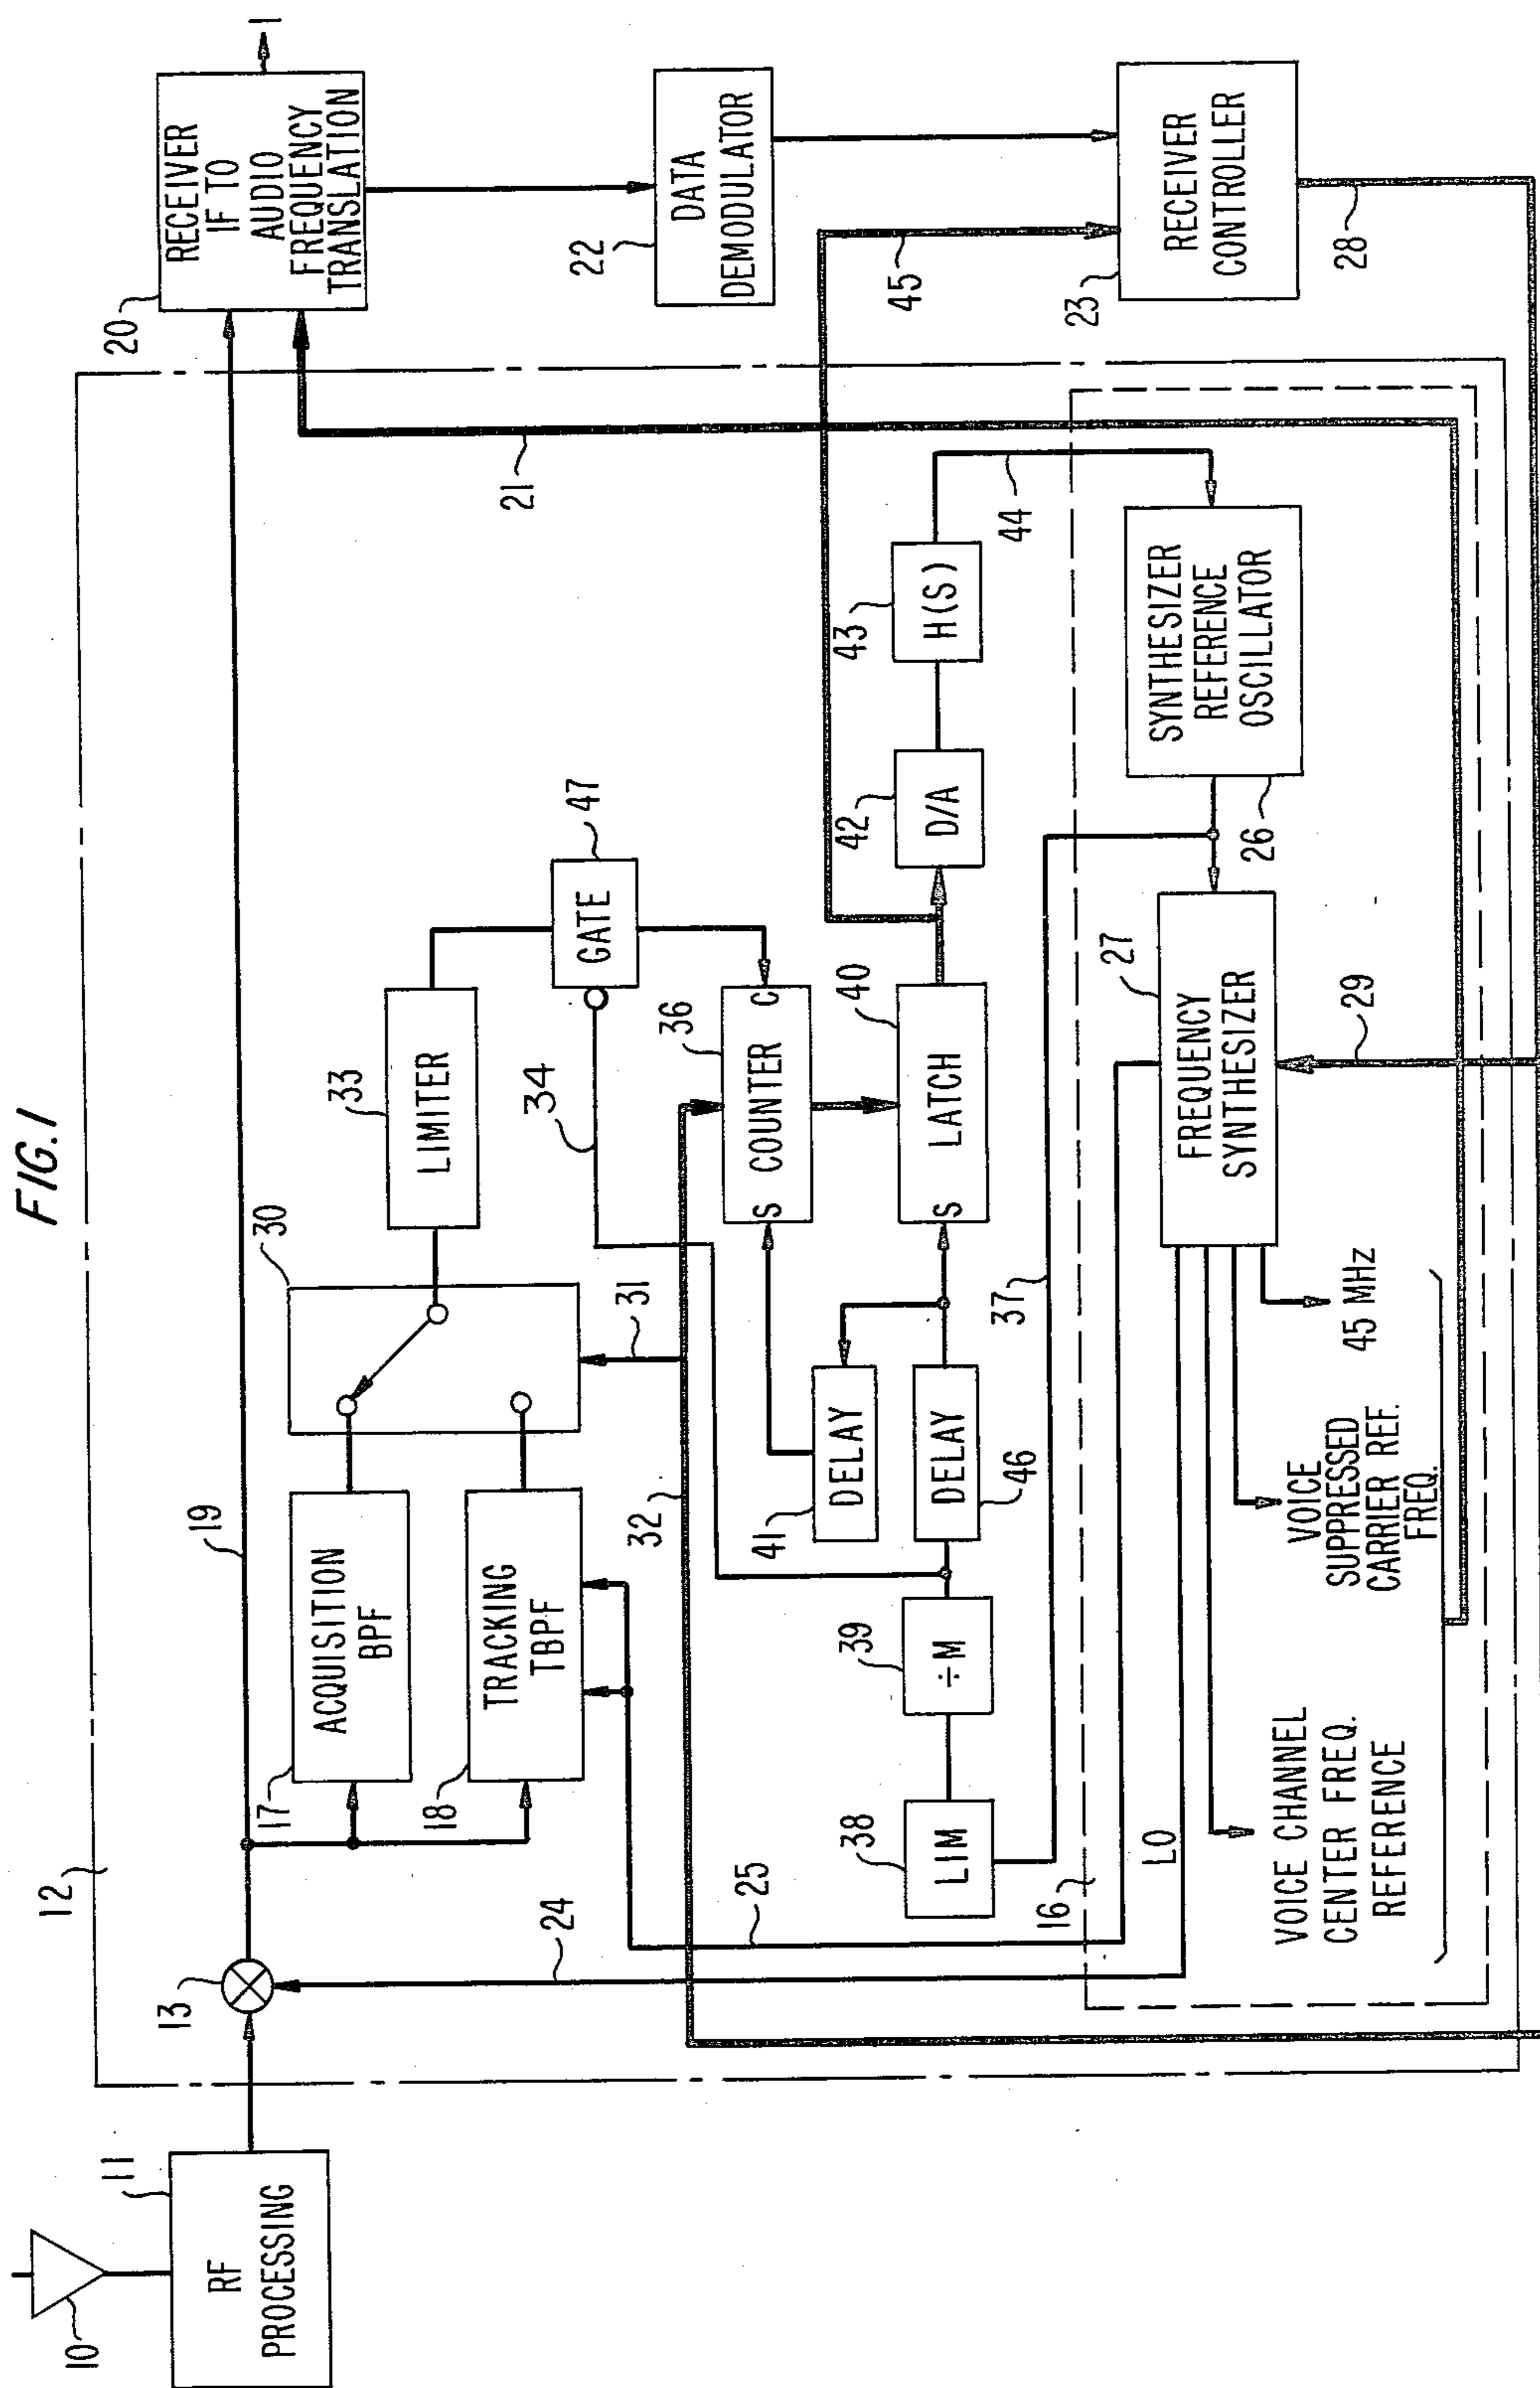 FIG. 1
10
11
RF
PROCESSING
12
13
19
24
17
ACQUISITION
BPF
18
TRACKING
TBPF
25
30
31
32
33
LIMITER
34
47
GATE
36
S COUNTER C
40
S LATCH
41
DELAY
DELAY
46
39
÷M
38
LIM
37
42
D/A
43
H(S)
44
45
21
20
RECEIVER
IF TO
AUDIO
FREQUENCY
TRANSLATION
1
22
DATA
DEMODULATOR
23
RECEIVER
CONTROLLER
28
16
SYNTHESIZER
REFERENCE
OSCILLATOR
26
27
FREQUENCY
SYNTHESIZER
29
LO
VOICE CHANNEL
CENTER FREQ.
REFERENCE
VOICE
SUPPRESSED
CARRIER REF.
FREQ.
45 MHz